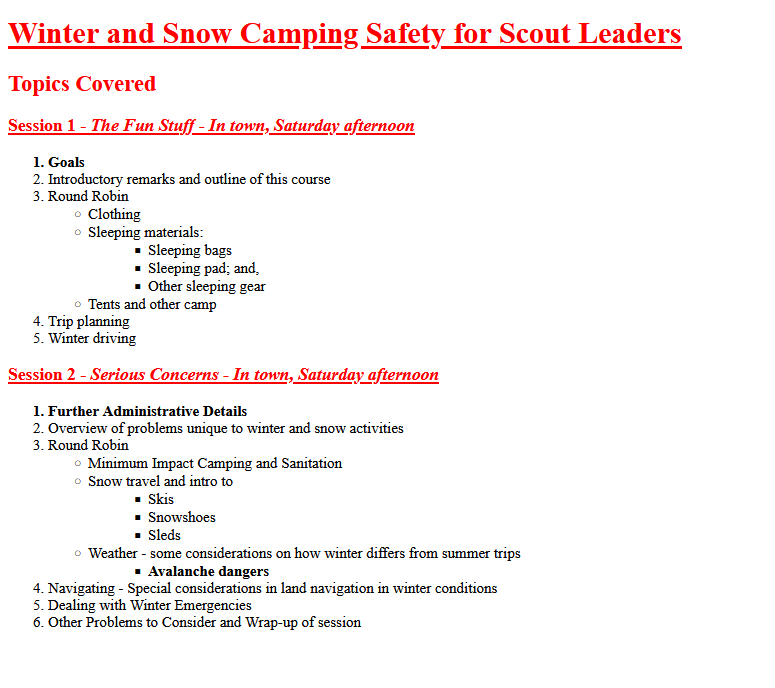 Winter and Snow Camping Safety for Scout Leaders
Topics Covered
Session 1 - The Fun Stuff - In town, Saturday afternoon
1. Goals
2. Introductory remarks and outline of this course
3. Round Robin
○ Clothing
○ Sleeping materials:
▪ Sleeping bags
▪ Sleeping pad; and,
▪ Other sleeping gear
○ Tents and other camp
4. Trip planning
5. Winter driving
Session 2 - Serious Concerns - In town, Saturday afternoon
1. Further Administrative Details
2. Overview of problems unique to winter and snow activities
3. Round Robin
○ Minimum Impact Camping and Sanitation
○ Snow travel and intro to
▪ Skis
▪ Snowshoes
▪ Sleds
○ Weather - some considerations on how winter differs from summer trips
▪ Avalanche dangers
4. Navigating - Special considerations in land navigation in winter conditions
5. Dealing with Winter Emergencies
6. Other Problems to Consider and Wrap-up of session